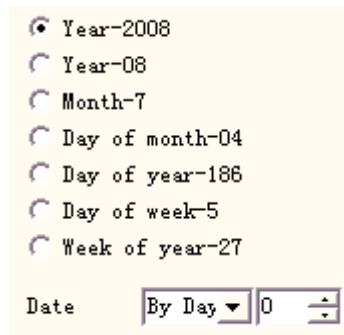 Year-2008
Year-08
Month-7
Day of month-04
Day of year-186
Day of week-5
Week of year-27
Date By Day 0